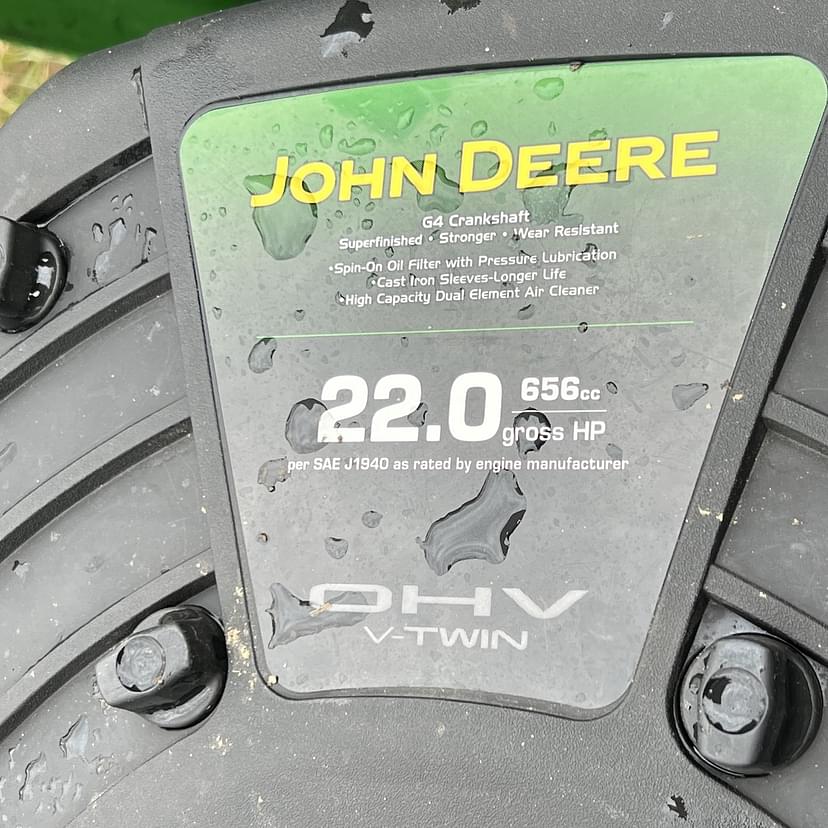 JOHN DEERE
G4 Crankshaft
Superfinished • Stronger • Wear Resistant
•Spin-On Oil Filter with Pressure Lubrication
•Cast Iron Sleeves-Longer Life
•High Capacity Dual Element Air Cleaner
22.0 656cc
gross HP
per SAE J1940 as rated by engine manufacturer
OHV
V-TWIN